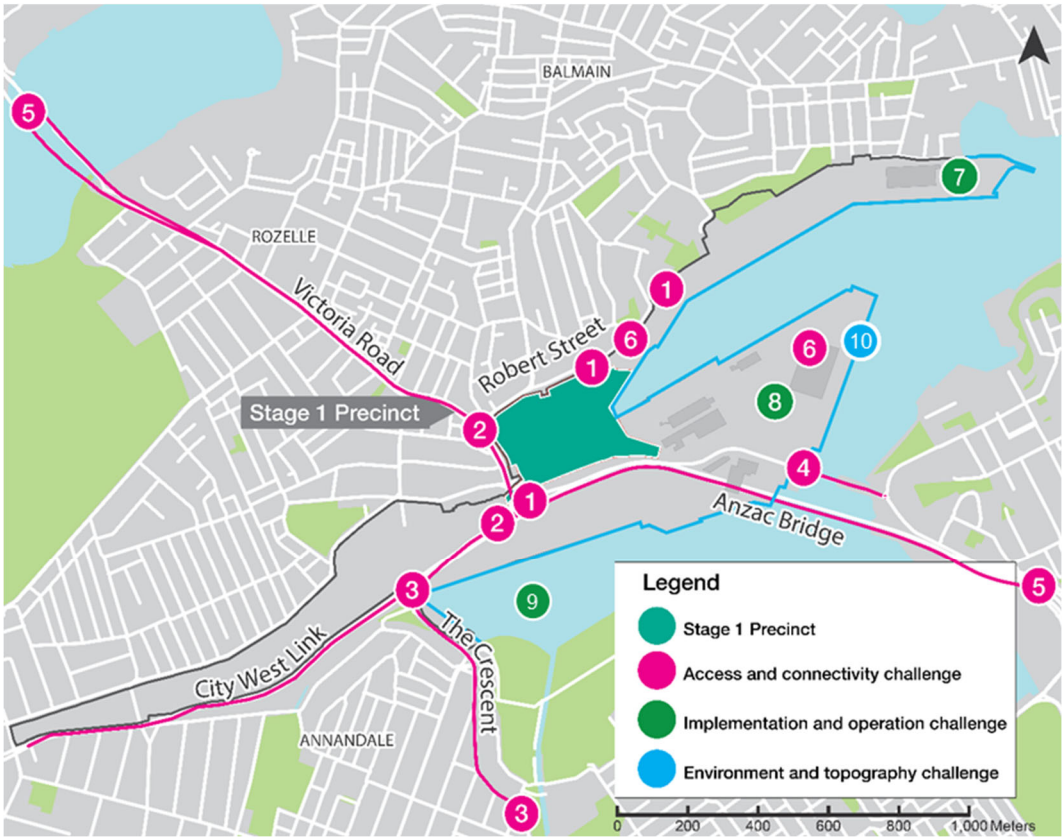 BALMAIN
5
7
ROZELLE
1
Victoria Road
6
Robert Street
6
10
1
8
Stage 1 Precinct
2
4
1
Anzac Bridge
2
3
5
9
The Crescent
City West Link
ANNANDALE
3
Legend
Stage 1 Precinct
Access and connectivity challenge
Implementation and operation challenge
Environment and topography challenge
0 200 400 600 800 1,000 Meters